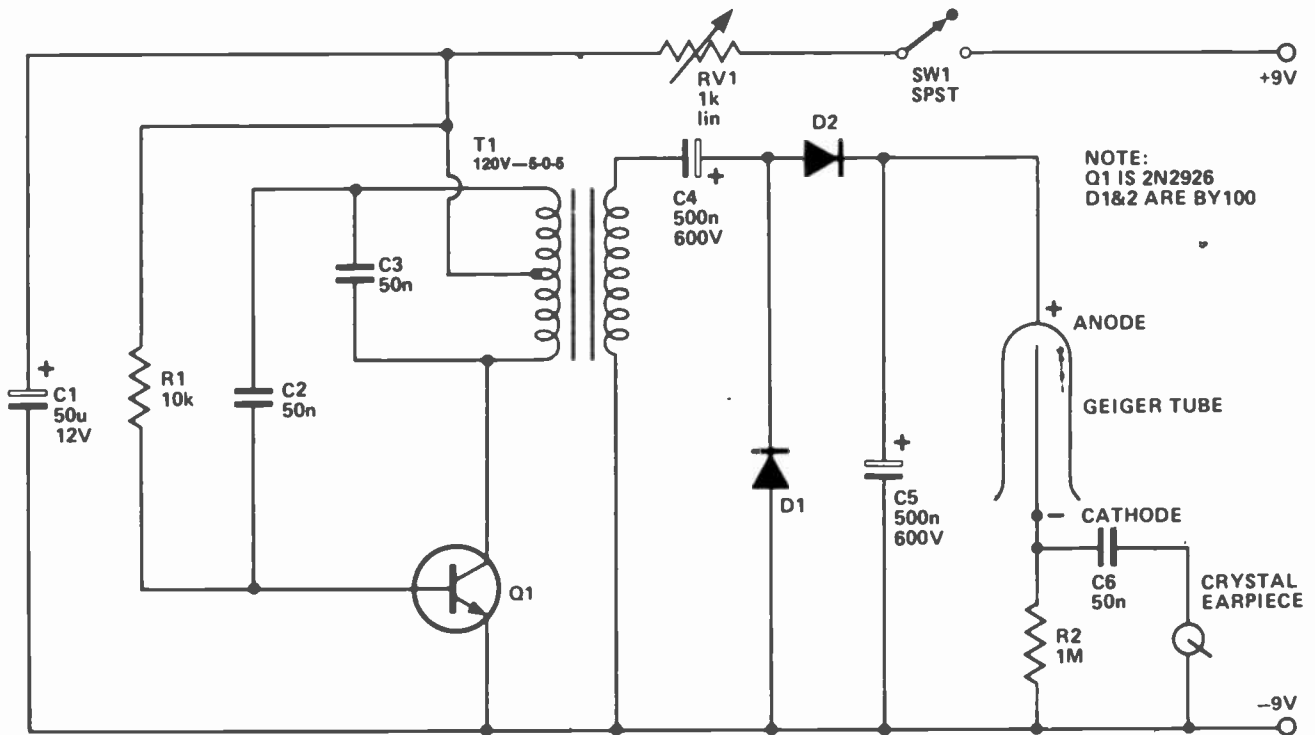 RV1
1k
lin
SW1
SPST
+9V
T1
120V—5-0-5
D2
NOTE:
Q1 IS 2N2926
D1&2 ARE BY100
+
C4
500n
600V
C3
50n
+
ANODE
+
C1
50u
12V
R1
10k
C2
50n
GEIGER TUBE
+
C5
500n
600V
D1
– CATHODE
C6
50n
CRYSTAL
EARPIECE
Q1
R2
1M
–9V